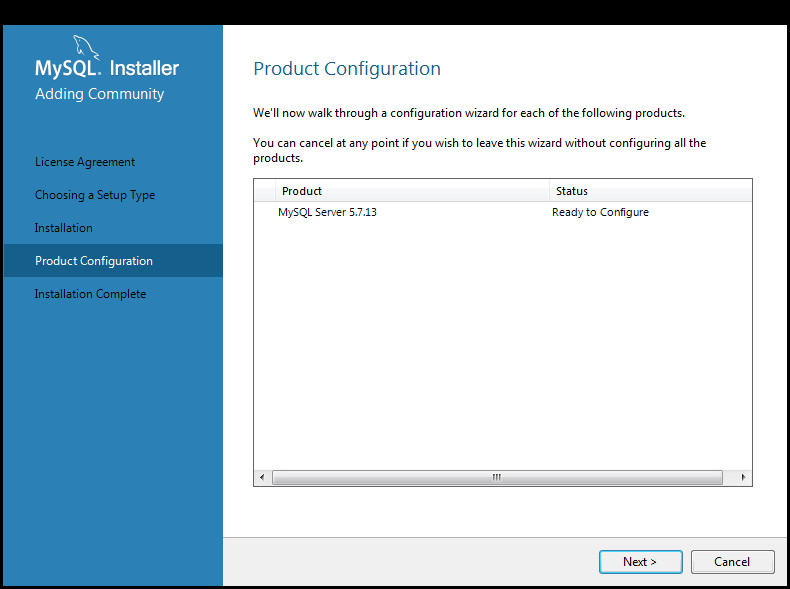 MySQL. Installer
Adding Community
License Agreement
Choosing a Setup Type
Installation
Product Configuration
Installation Complete
Product Configuration
We'll now walk through a configuration wizard for each of the following products.
You can cancel at any point if you wish to leave this wizard without configuring all the
products.
Product Status
MySQL Server 5.7.13 Ready to Configure
Next > Cancel